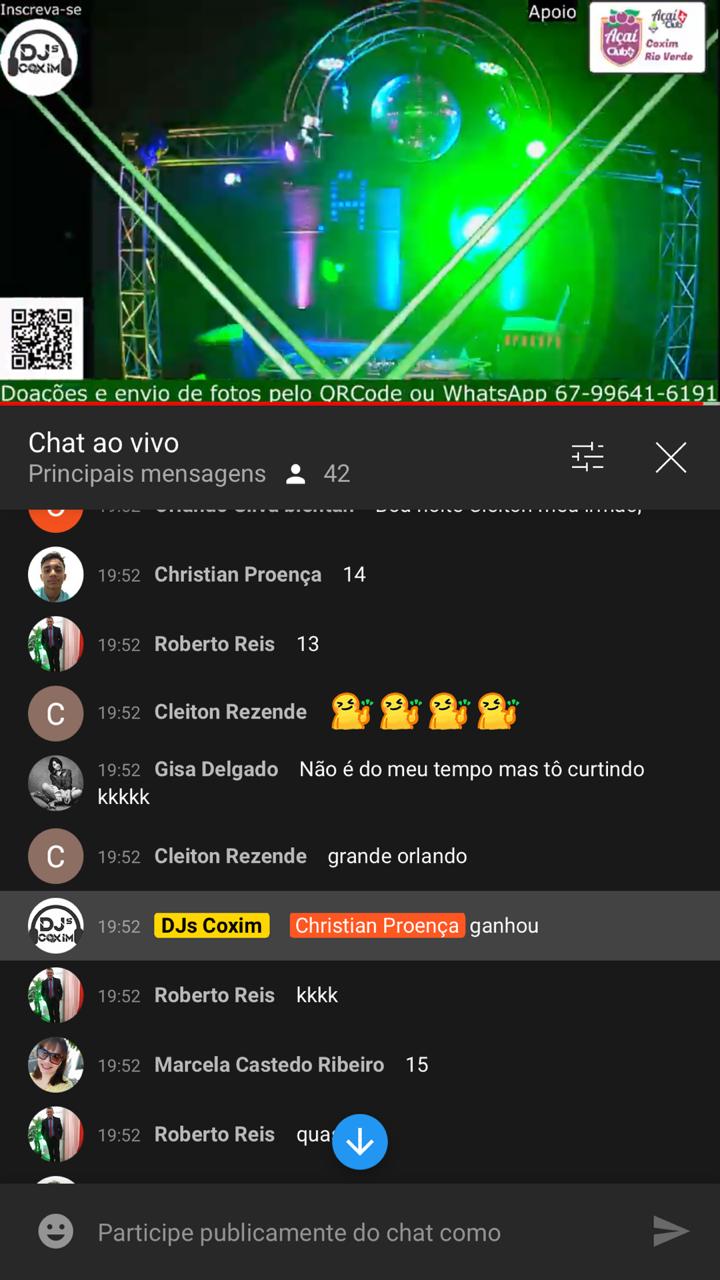 Inscreva-se
Apoio
DJs
COXIM
Açaí
Club
Açaí
Club
Coxim
Rio Verde
Doações e envio de fotos pelo QRCode ou WhatsApp 67-99641-6191
Chat ao vivo
Principais mensagens 42
19:52 Christian Proença 14
19:52 Roberto Reis 13
C
19:52 Cleiton Rezende
19:52 Gisa Delgado Não é do meu tempo mas tô curtindo
kkkkk
C
19:52 Cleiton Rezende grande orlando
DJs
COXIM
19:52 DJs Coxim Christian Proença ganhou
19:52 Roberto Reis kkkk
19:52 Marcela Castedo Ribeiro 15
19:52 Roberto Reis
Participe publicamente do chat como